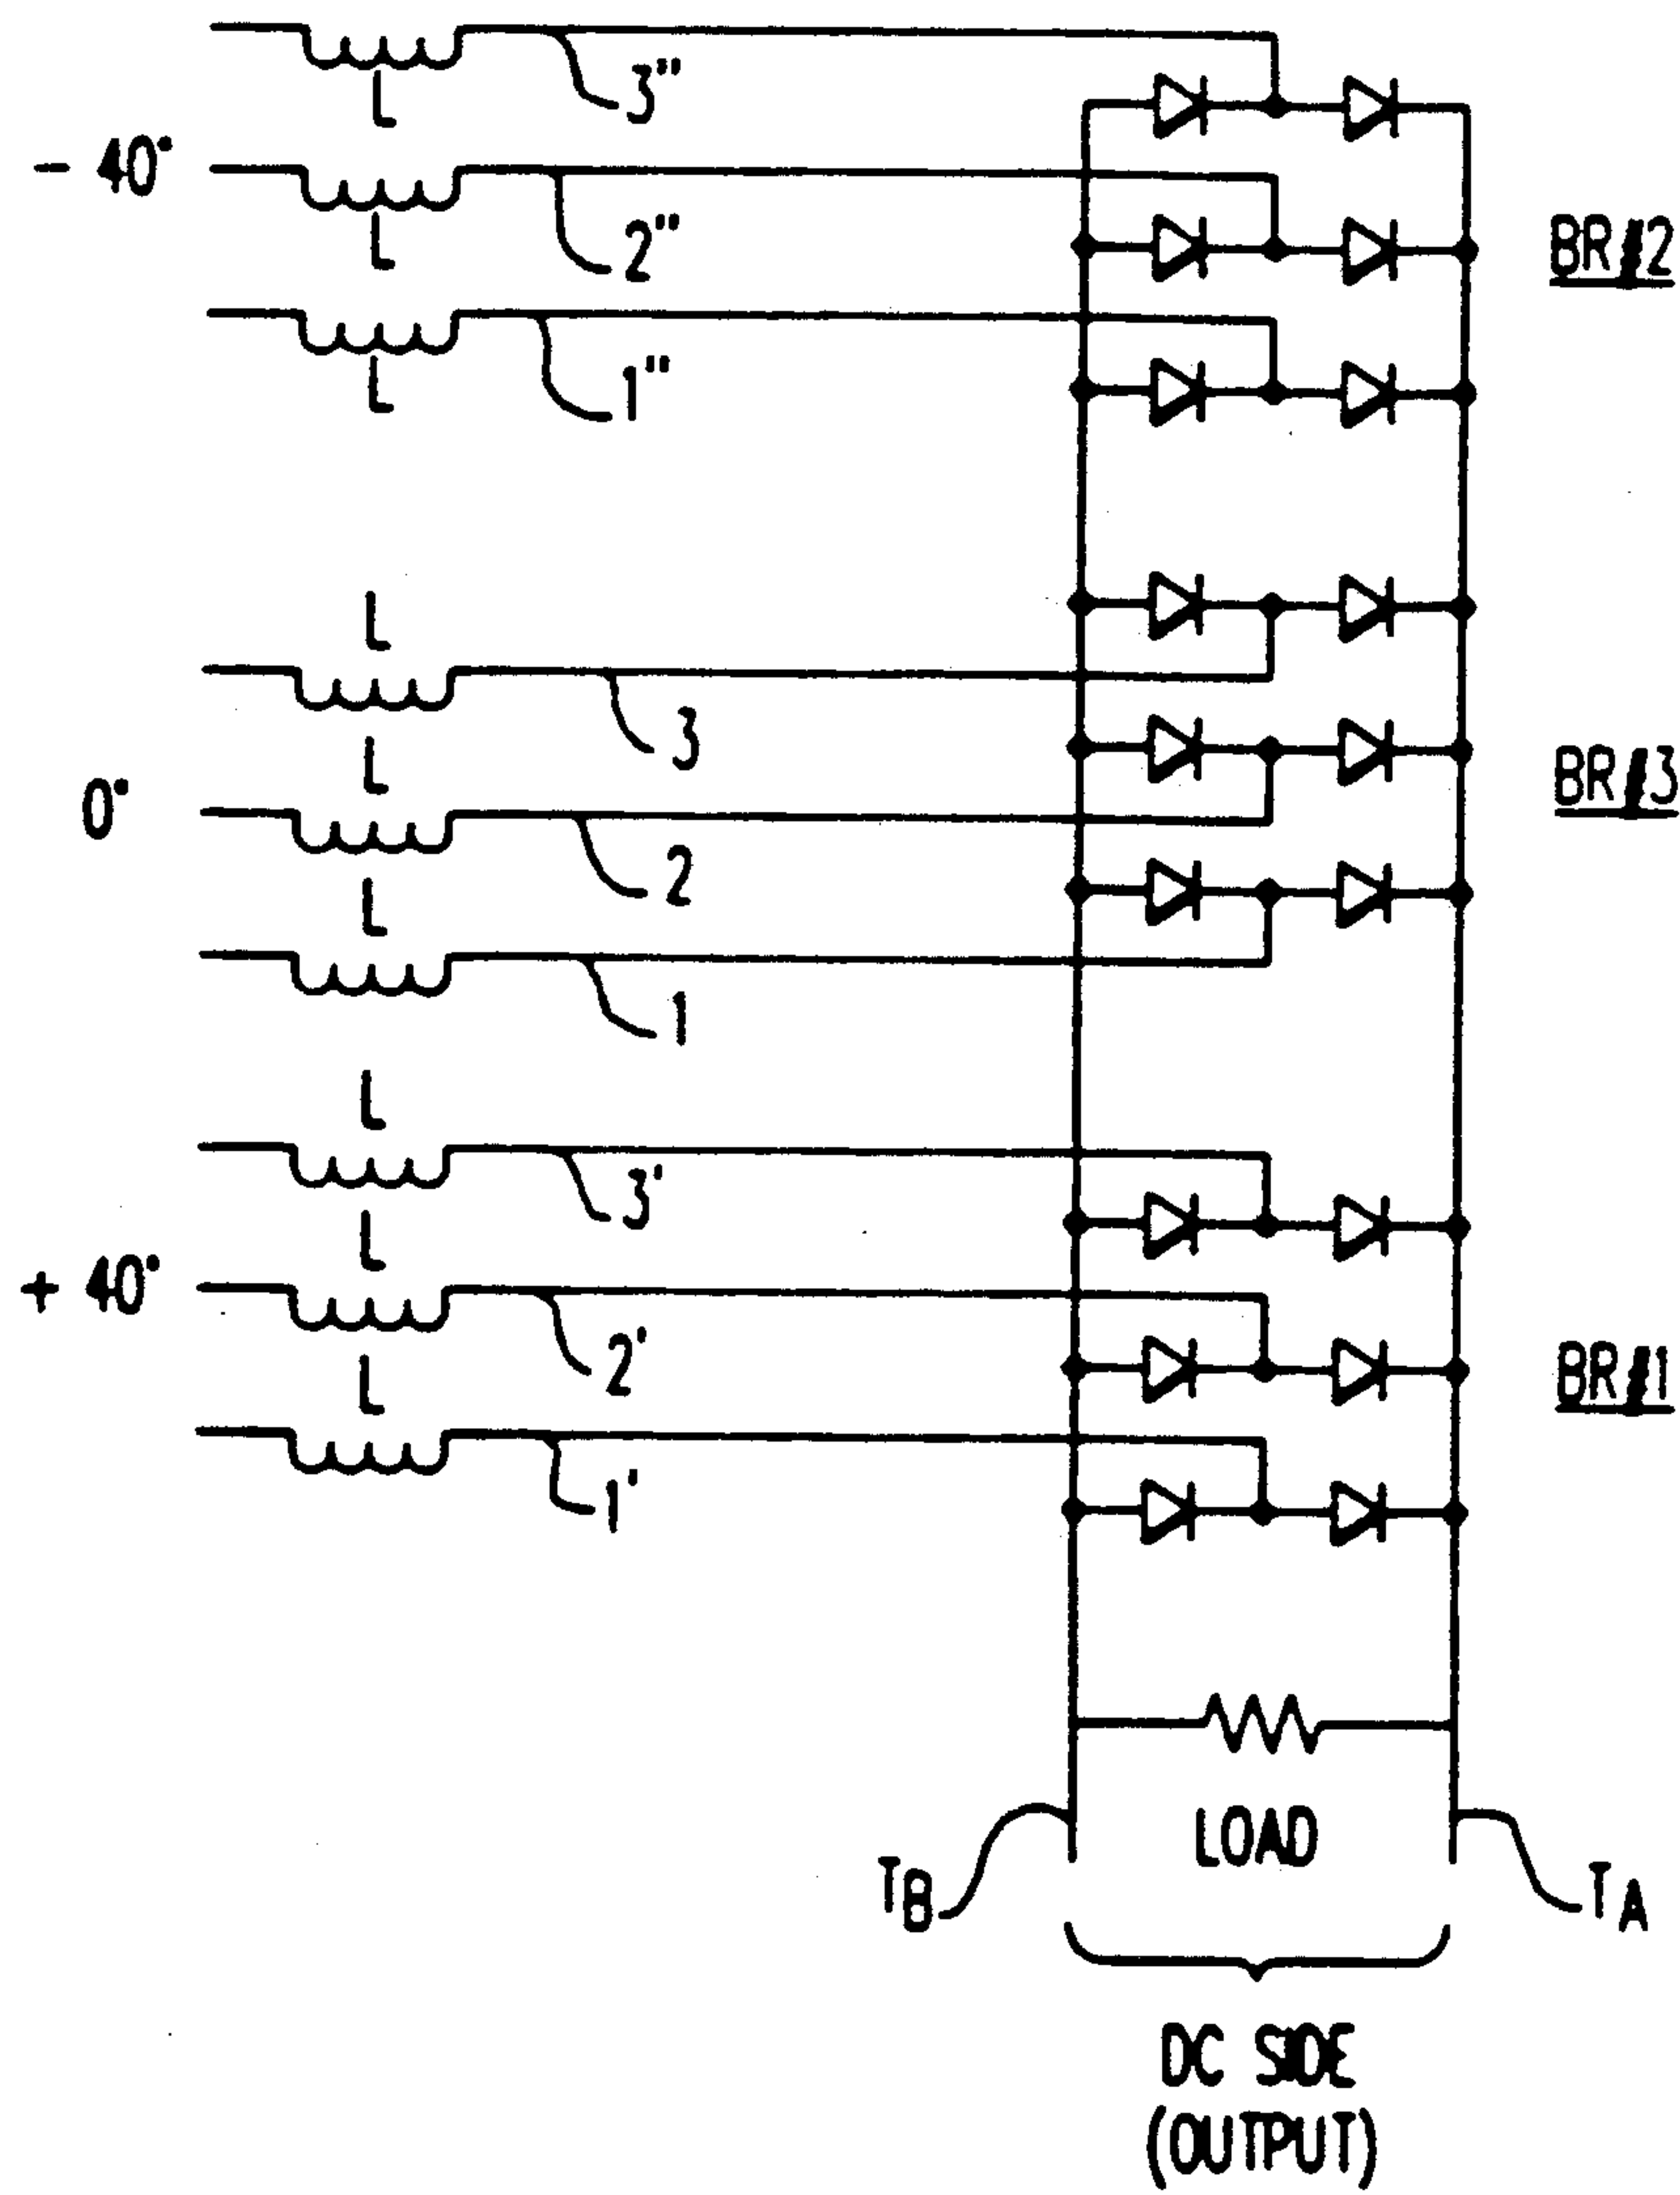 3"
L
- 40°
2"
L
BR#2
1"
L
L
3
L
BR#3
0°
2
L
1
L
3'
L
+ 40°
2'
BR#1
L
1'
LOAD
TB
TA
DC SIDE
(OUTPUT)